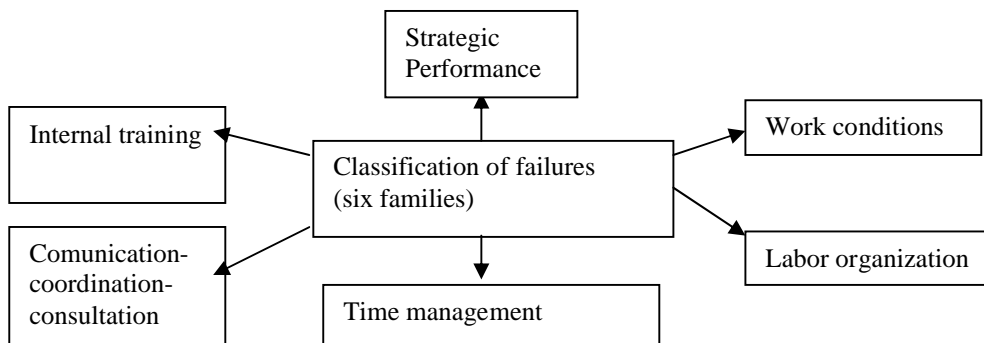 Strategic
Performance
Internal training
Work conditions
Classification of failures
(six families)
Comunication-
coordination-
consultation
Labor organization
Time management